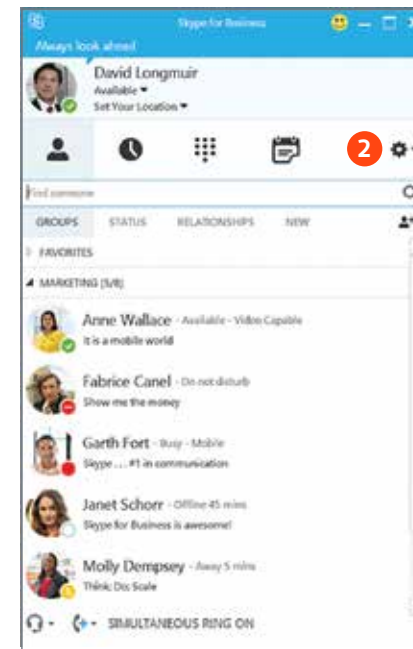 Skype for Business
Always look ahead
David Longmuir
Available
Set Your Location
2
Find someone
GROUPS STATUS RELATIONSHIPS NEW
FAVORITES
MARKETING (5/8)
Anne Wallace - Available - Video Capable
It is a mobile world
Fabrice Canel - Do not disturb
Show me the money
Garth Fort - Busy - Mobile
Skype . . . #1 in communication
Janet Schorr - Offline 45 mins
Skype for Business is awesome!
Molly Dempsey - Away 5 mins
Think; Do; Scale
SIMULTANEOUS RING ON